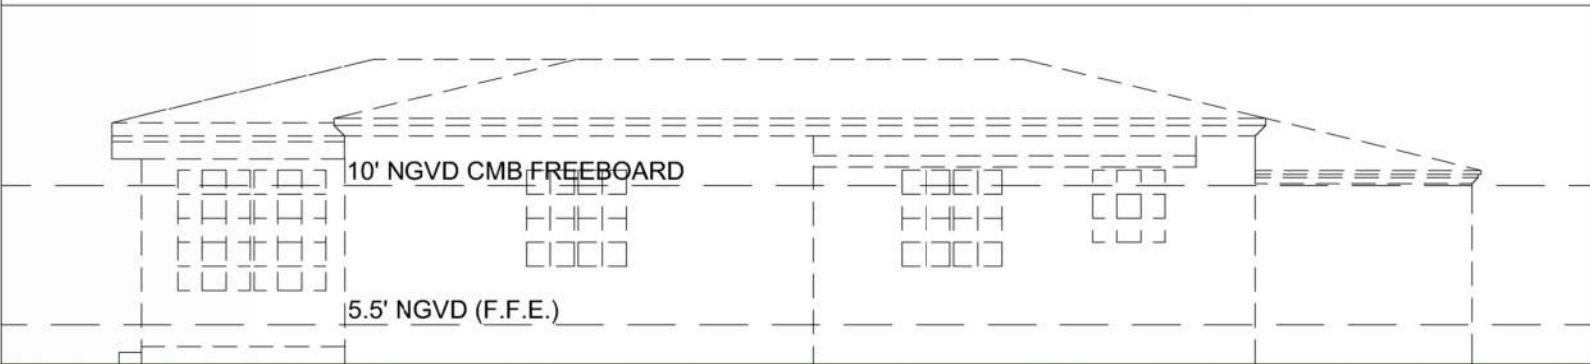 10' NGVD CMB FREEBOARD
5.5' NGVD (F.F.E.)